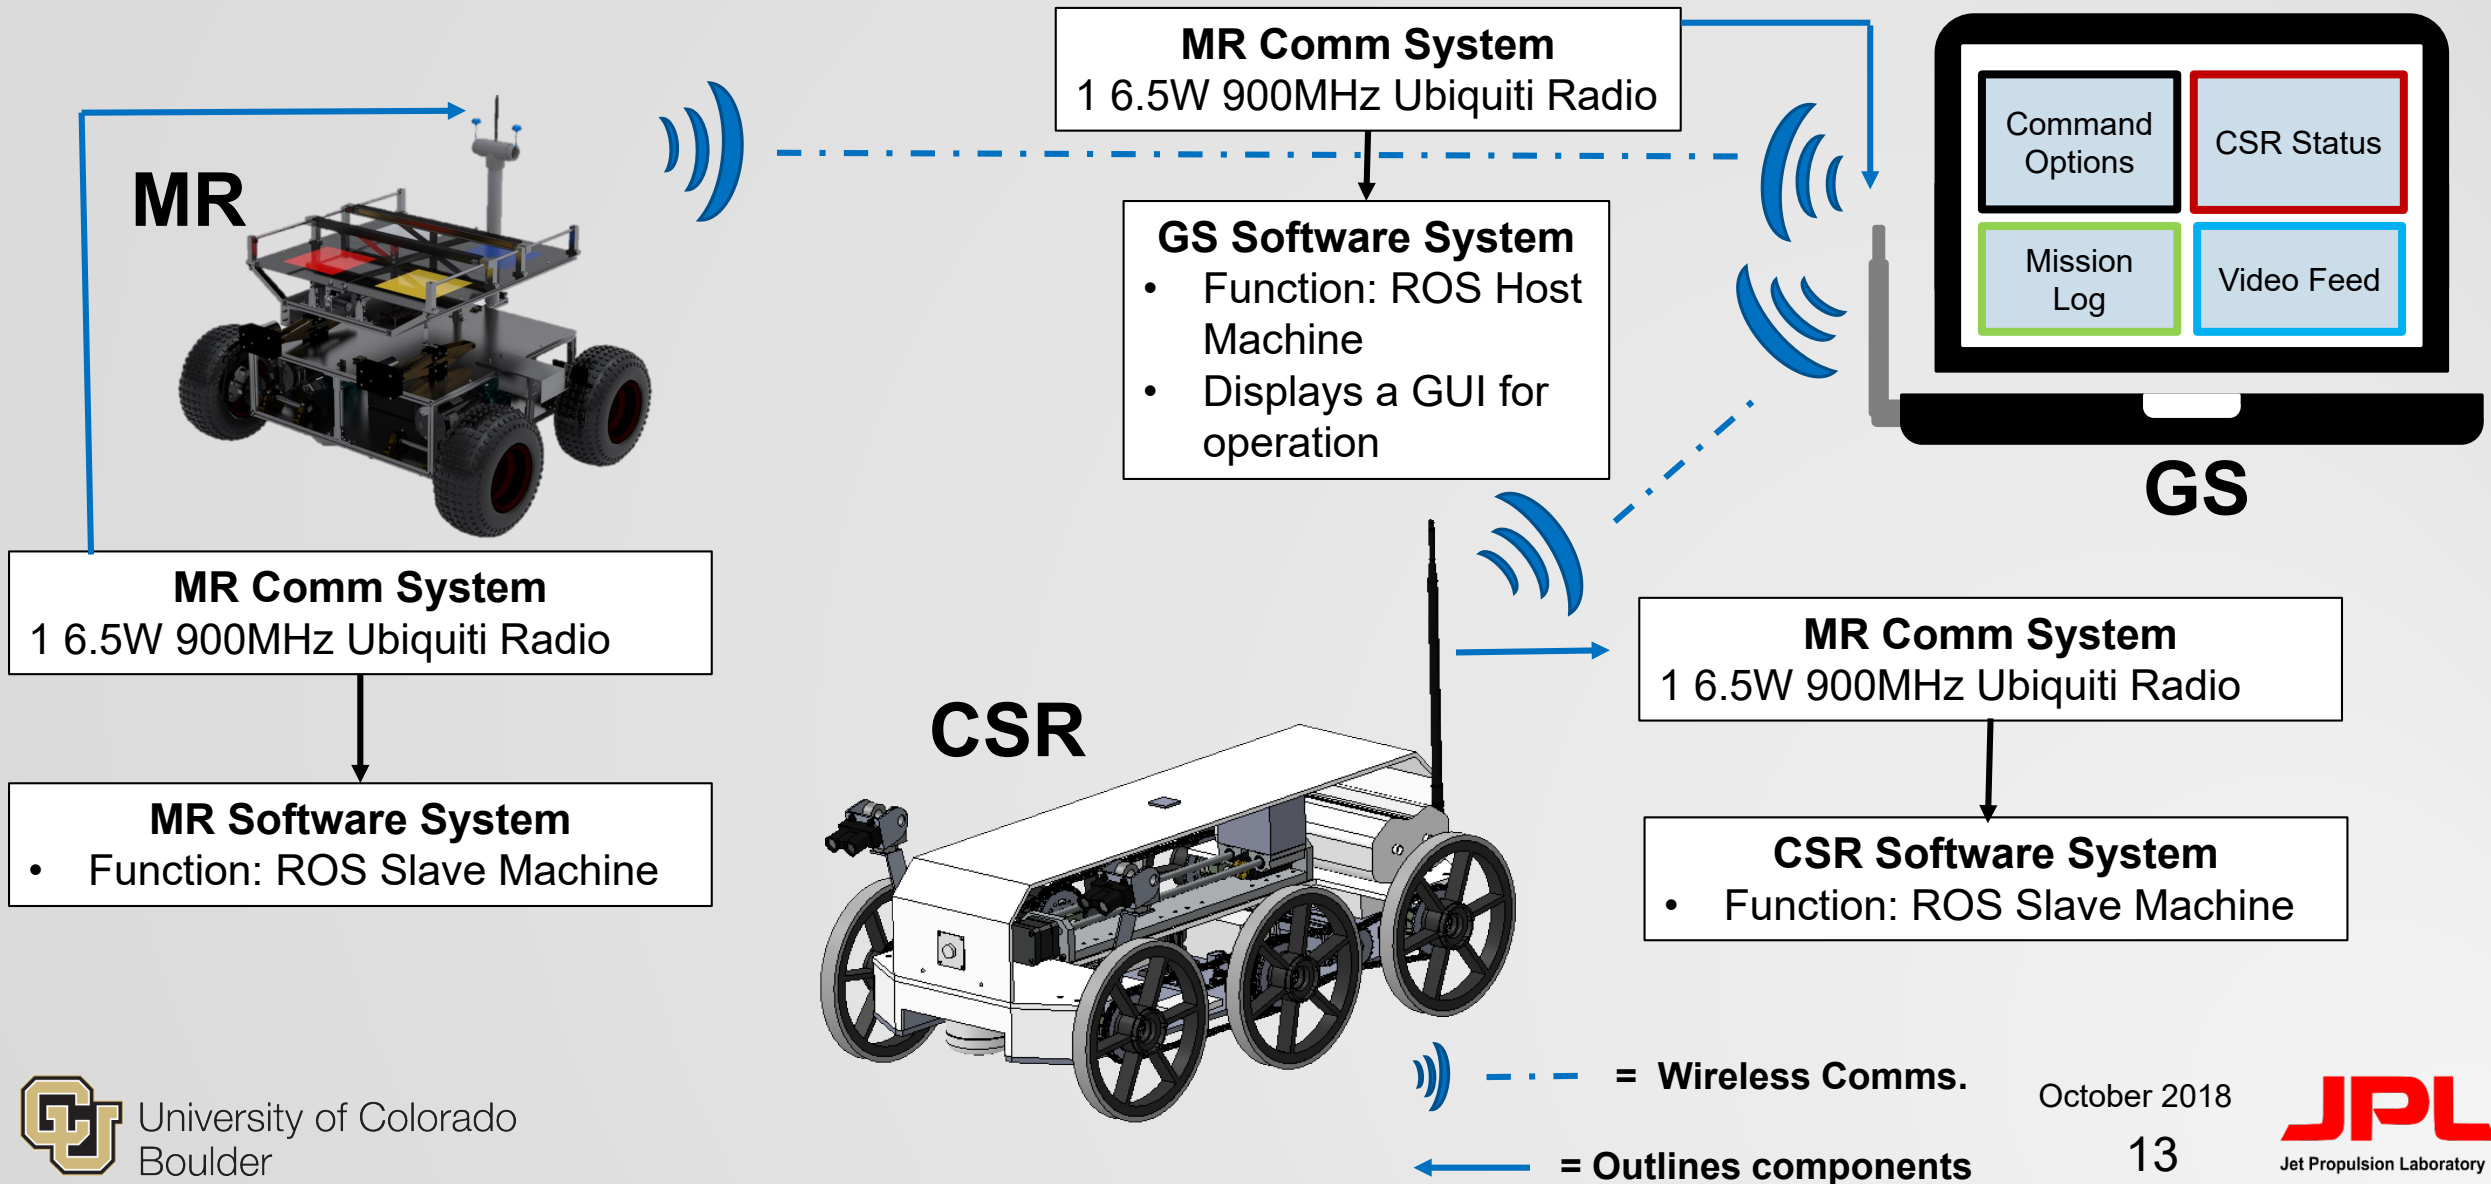 MR Comm System
1 6.5W 900MHz Ubiquiti Radio
MR
GS Software System
• Function: ROS Host
Machine
• Displays a GUI for
operation
Command
Options
CSR Status
Mission
Log
Video Feed
GS
MR Comm System
1 6.5W 900MHz Ubiquiti Radio
MR Software System
• Function: ROS Slave Machine
CSR
MR Comm System
1 6.5W 900MHz Ubiquiti Radio
CSR Software System
• Function: ROS Slave Machine
= Wireless Comms.
= Outlines components
CU
University of Colorado
Boulder
October 2018
13
JPL
Jet Propulsion Laboratory